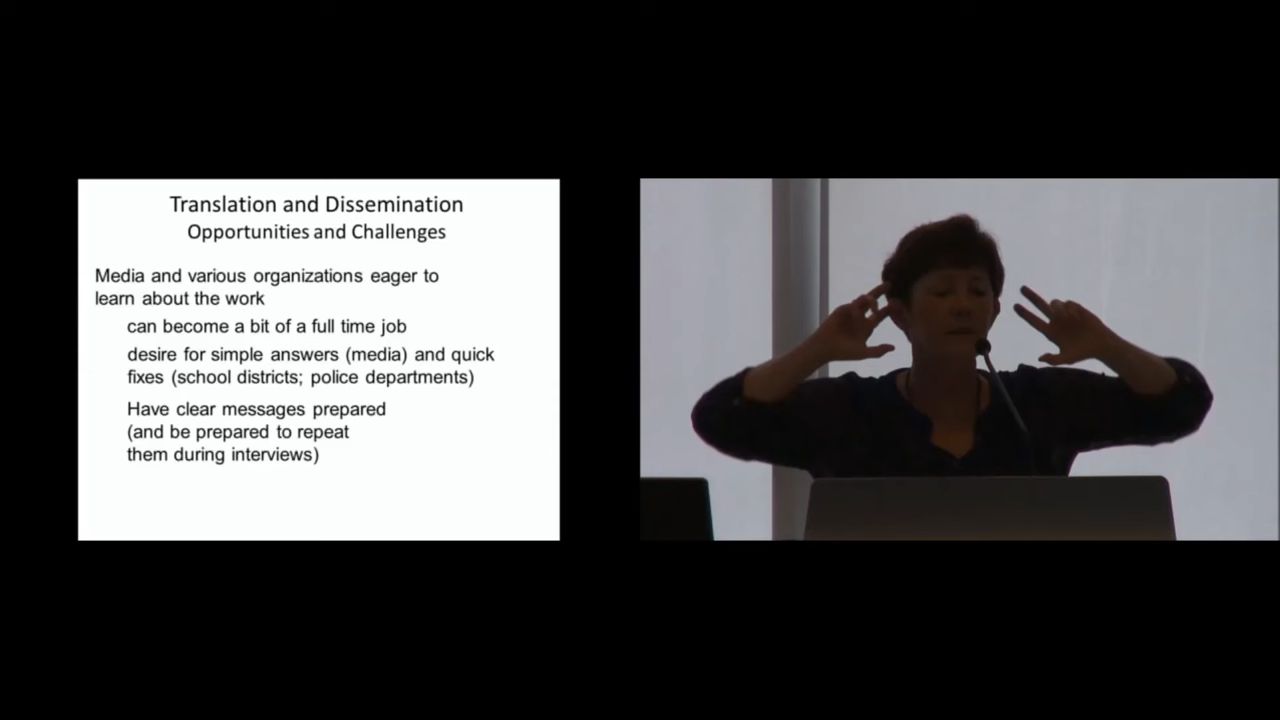 Translation and Dissemination
Opportunities and Challenges
Media and various organizations eager to
learn about the work
can become a bit of a full time job
desire for simple answers (media) and quick
fixes (school districts; police departments)
Have clear messages prepared
(and be prepared to repeat
them during interviews)